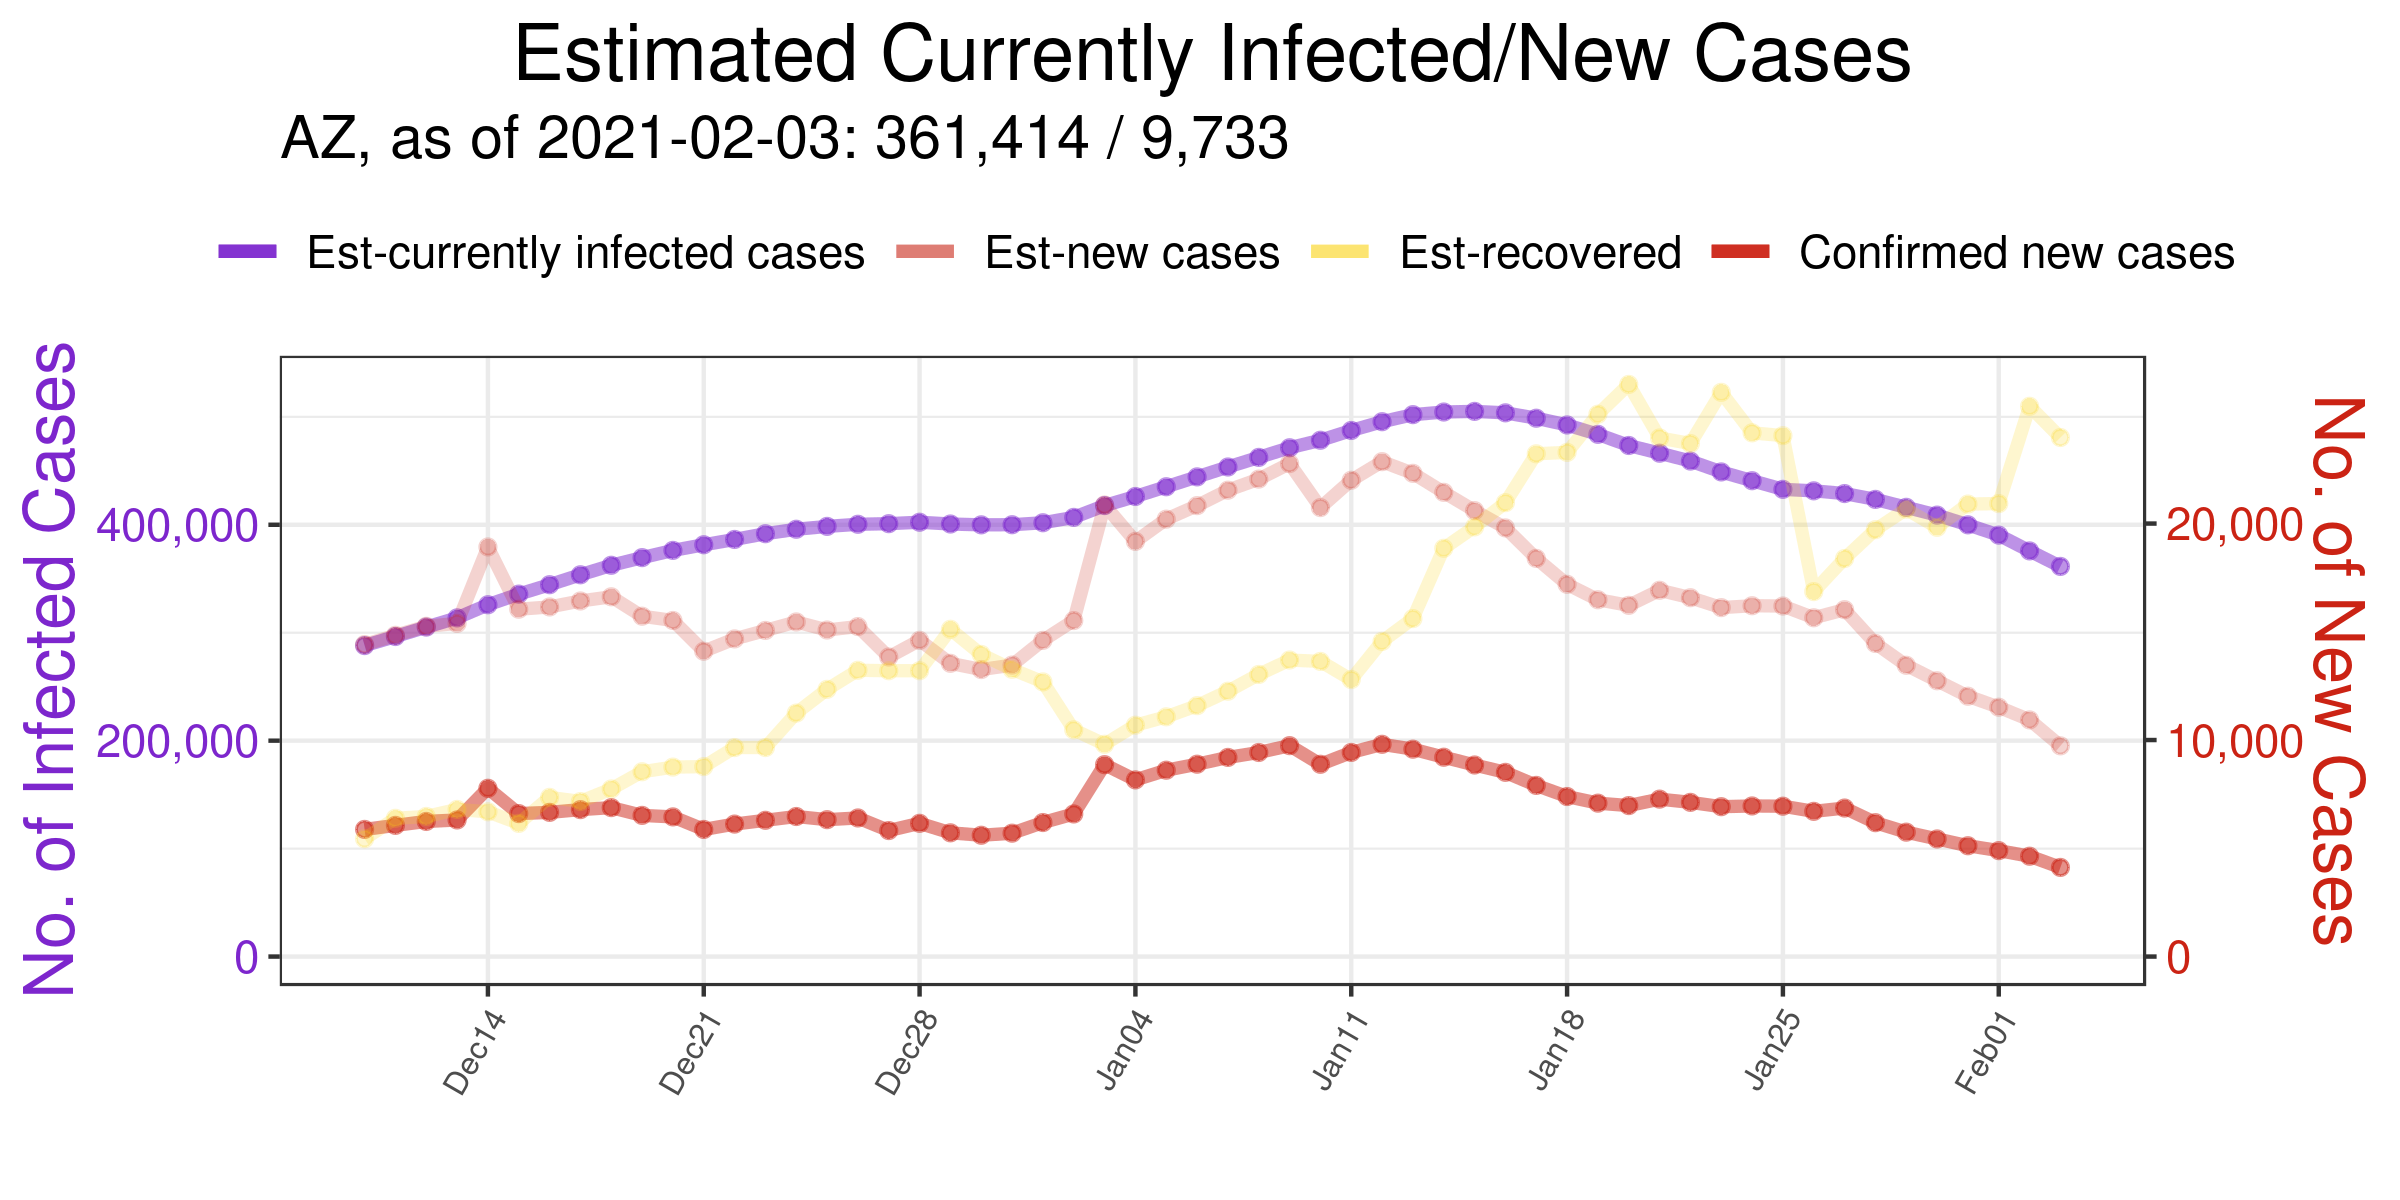 Estimated Currently Infected/New Cases
AZ, as of 2021-02-03: 361,414 / 9,733
Est-currently infected cases Est-new cases Est-recovered Confirmed new cases
No. of Infected Cases
400,000
200,000
0
20,000
10,000
0
No. of New Cases
Dec14 Dec21 Dec28 Jan04 Jan11 Jan18 Jan25 Feb01